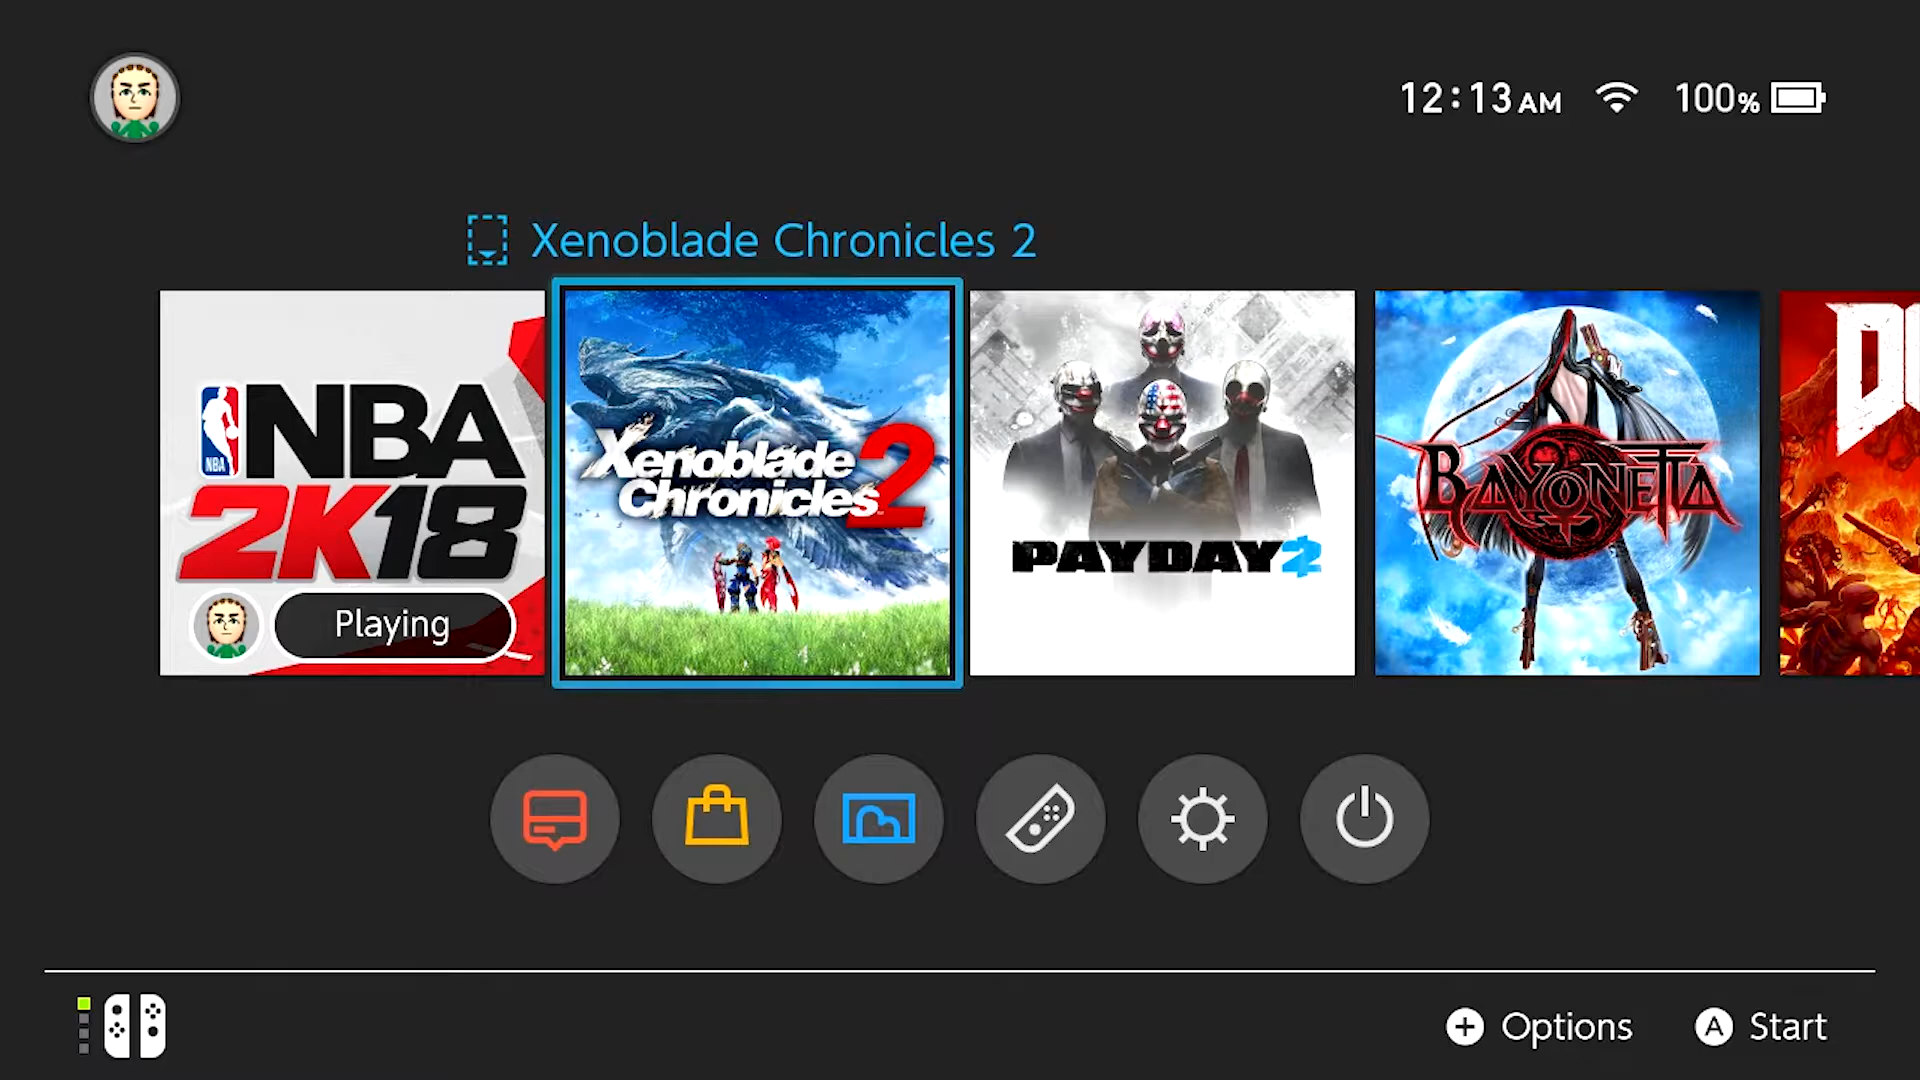 12:13 AM 100%
Xenoblade Chronicles 2
NBA
NBA
2K18
Playing
Xenoblade
Chronicles 2
PAYDAY 2
BAYONETTA
Options
A Start